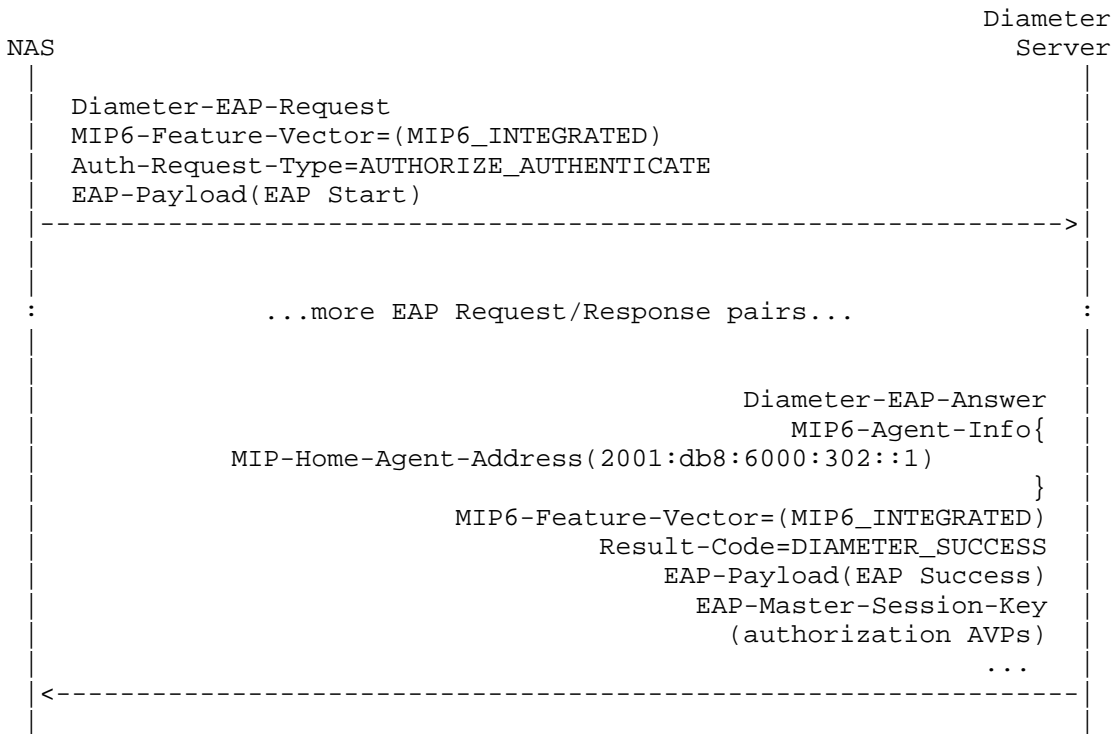 Diameter
NAS Server
Diameter-EAP-Request
MIP6-Feature-Vector=(MIP6_INTEGRATED)
Auth-Request-Type=AUTHORIZE_AUTHENTICATE
EAP-Payload(EAP Start)
|---------------------------------------------------------------->|
: ...more EAP Request/Response pairs... :
Diameter-EAP-Answer
MIP6-Agent-Info{
MIP-Home-Agent-Address(2001:db8:6000:302::1)
}
MIP6-Feature-Vector=(MIP6_INTEGRATED)
Result-Code=DIAMETER_SUCCESS
EAP-Payload(EAP Success)
EAP-Master-Session-Key
(authorization AVPs)
...
|<----------------------------------------------------------------|